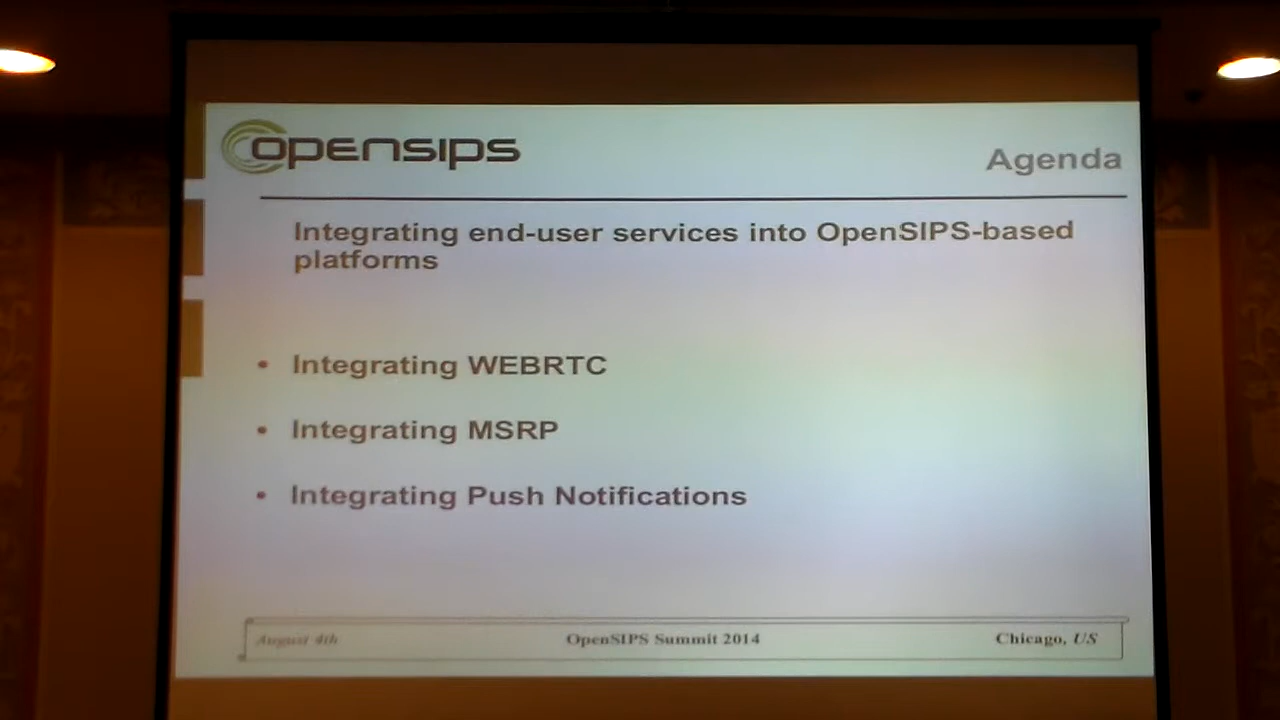 opensips
Agenda
Integrating end-user services into OpenSIPS-based
platforms
• Integrating WEBRTC
• Integrating MSRP
• Integrating Push Notifications
August 4th OpenSIPS Summit 2014 Chicago, US